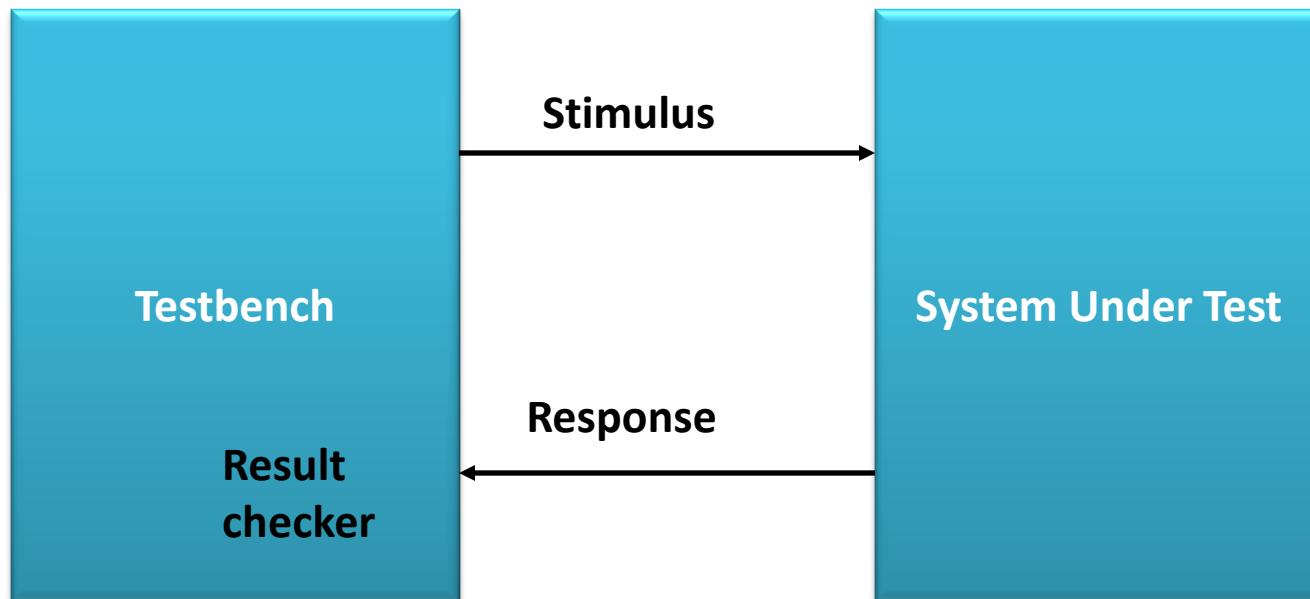 Stimulus
Testbench
System Under Test
Response
Result
checker